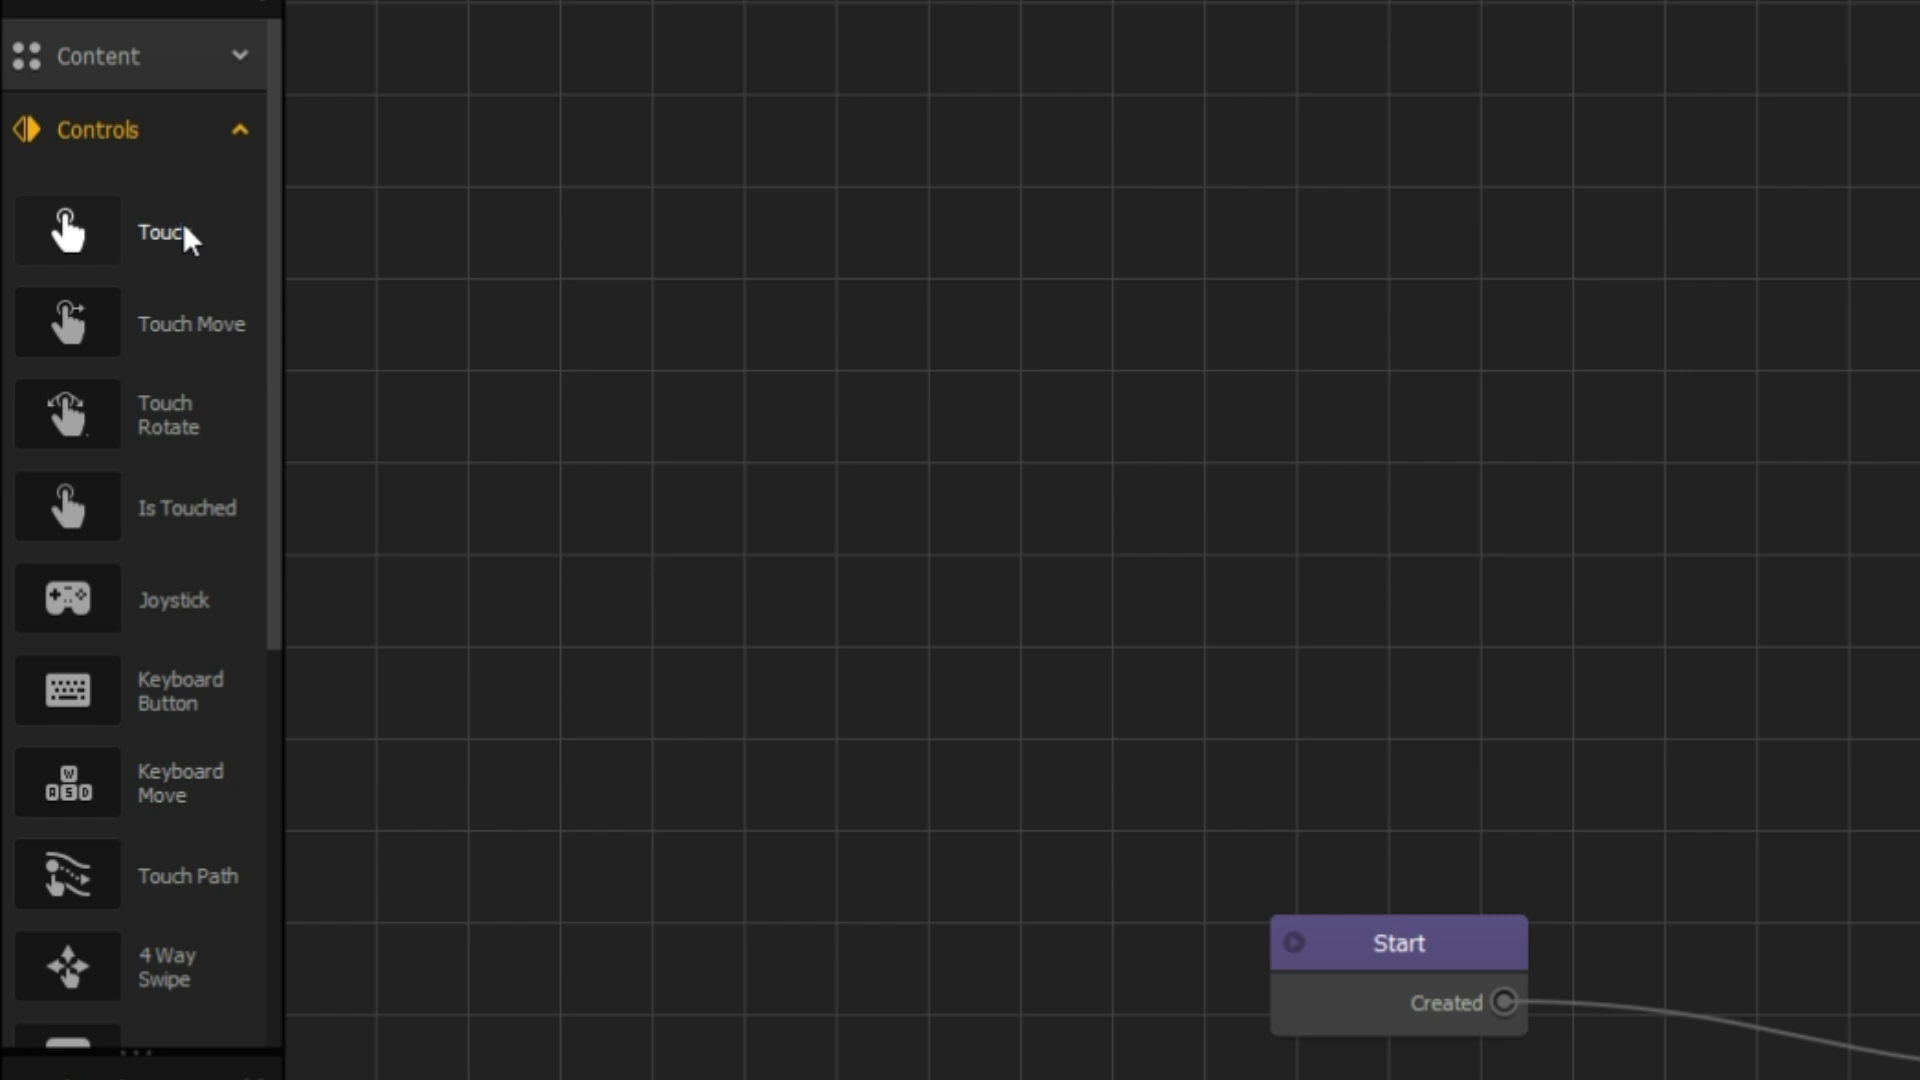 Content
Controls
Touch
Touch Move
Touch
Rotate
Is Touched
Joystick
Keyboard
Button
Keyboard
Move
W
A S D
Touch Path
4 Way
Swipe
Start
Created